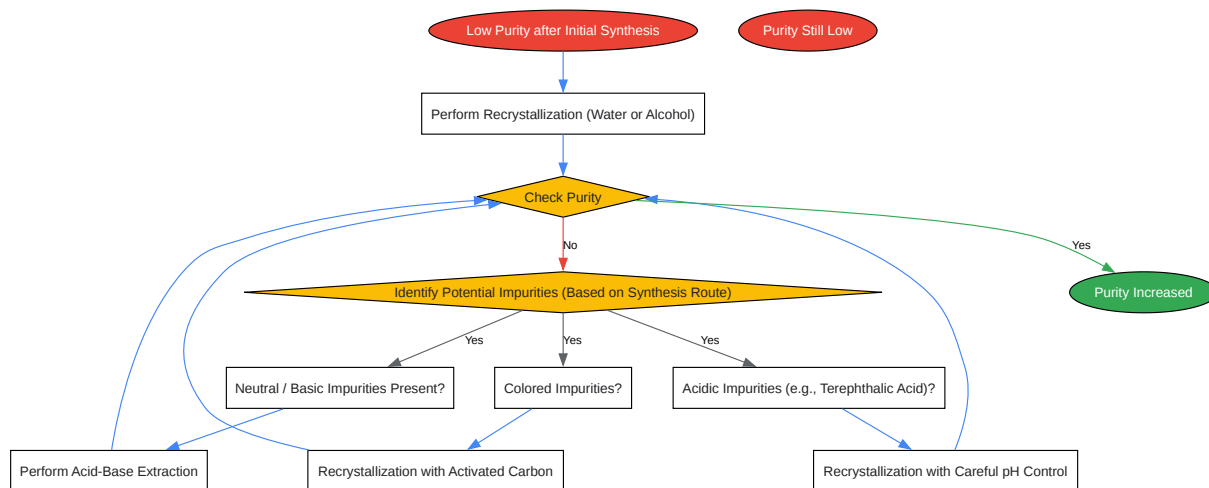 Low Purity after Initial Synthesis
Purity Still Low
Perform Recrystallization (Water or Alcohol)
Check Purity
No
Yes
Identify Potential Impurities (Based on Synthesis Route)
Purity Increased
Yes
Yes
Yes
Neutral / Basic Impurities Present?
Colored Impurities?
Acidic Impurities (e.g., Terephthalic Acid)?
Perform Acid-Base Extraction
Recrystallization with Activated Carbon
Recrystallization with Careful pH Control